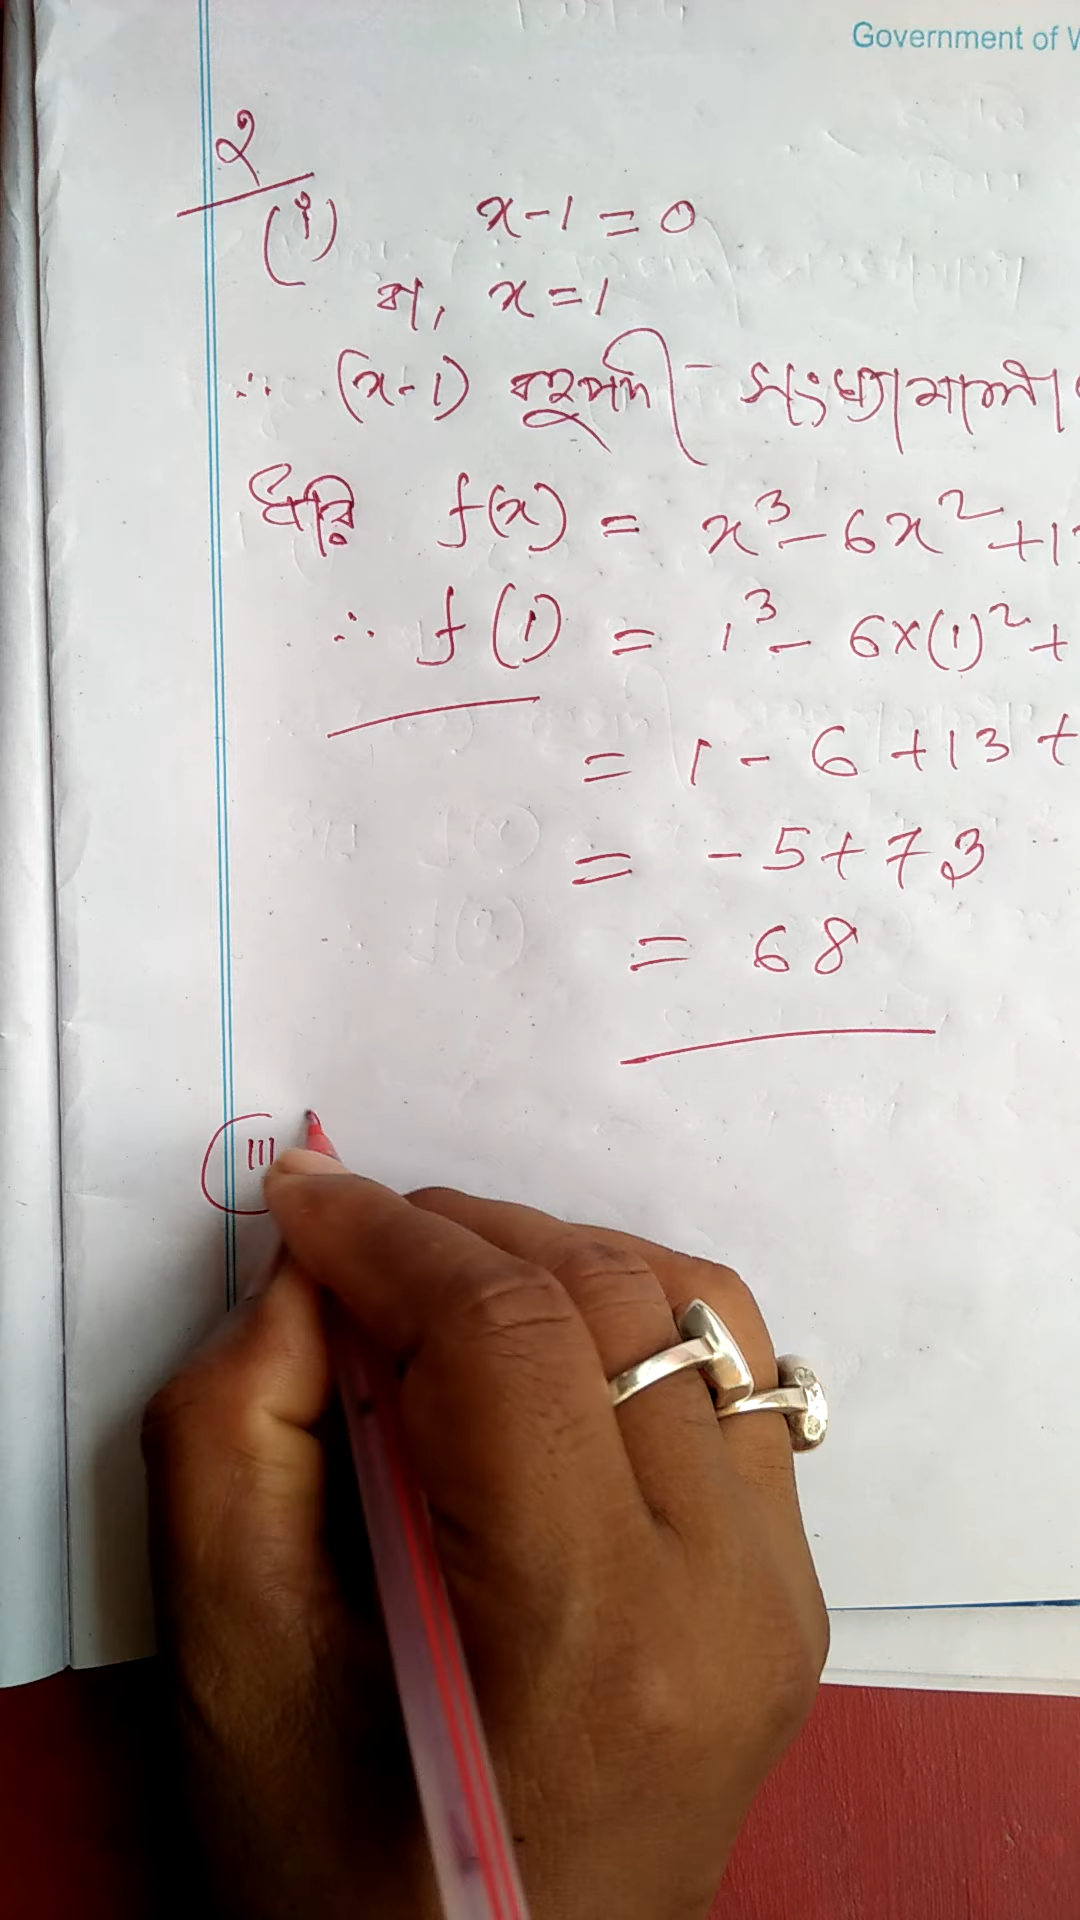 Government of W
২
(i) x-1=0
বা, x=1
∴ (x-1) বহুপদী সংখ্যামালা
ধরি f(x) = x³-6x²+1
∴ f(1) = 1³- 6×(1)²+
= 1-6+13+
= -5+73
= 68
III